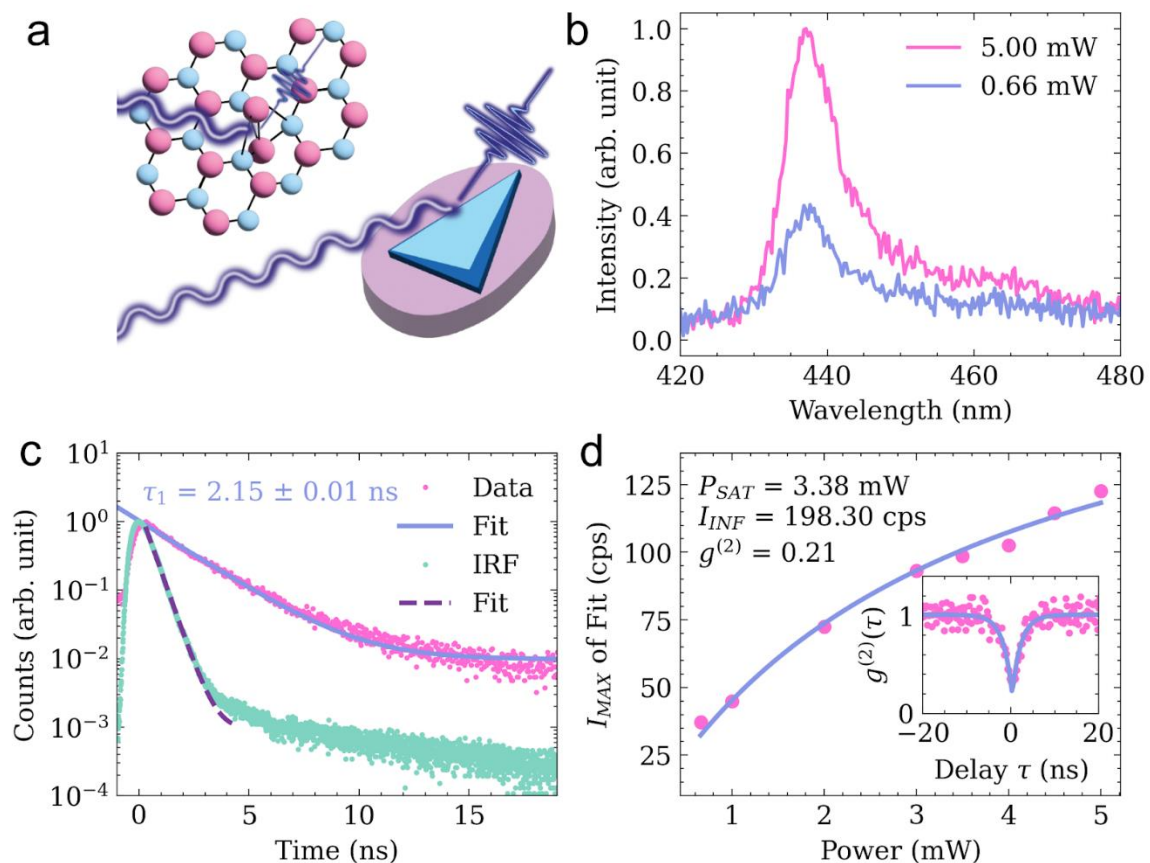 a
b
5.00 mW
0.66 mW
Intensity (arb. unit)
1.0
0.8
0.6
0.4
0.2
0.0
420
440
460
480
Wavelength (nm)
c
τ₁ = 2.15 ± 0.01 ns
Data
Fit
IRF
Fit
Counts (arb. unit)
10¹
10⁰
10⁻¹
10⁻²
10⁻³
10⁻⁴
0
5
10
15
Time (ns)
d
P_SAT = 3.38 mW
I_INF = 198.30 cps
g⁽²⁾ = 0.21
I_MAX of Fit (cps)
125
100
75
50
25
1
2
3
4
5
Power (mW)
g⁽²⁾(τ)
1
0
−20
0
20
Delay τ (ns)